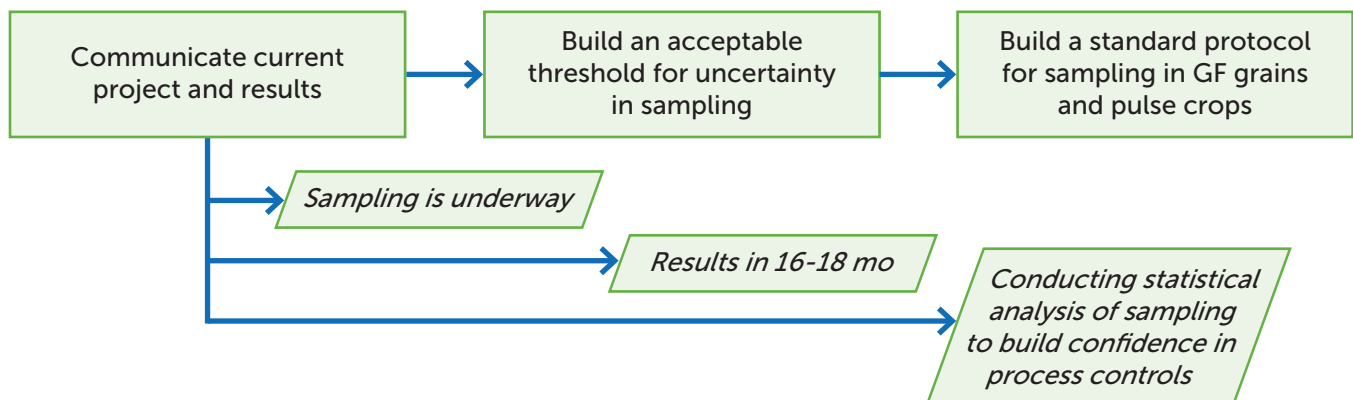 Communicate current
project and results
Build an acceptable
threshold for uncertainty
in sampling
Build a standard protocol
for sampling in GF grains
and pulse crops
Sampling is underway
Results in 16-18 mo
Conducting statistical
analysis of sampling
to build confidence in
process controls